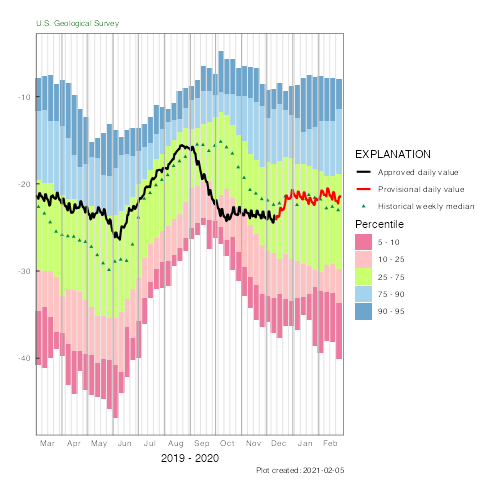 U.S. Geological Survey
-10
-20
-30
-40
Mar Apr May Jun Jul Aug Sep Oct Nov Dec Jan Feb
2019 - 2020
Plot created: 2021-02-05
EXPLANATION
Approved daily value
Provisional daily value
Historical weekly median
Percentile
5 - 10
10 - 25
25 - 75
75 - 90
90 - 95